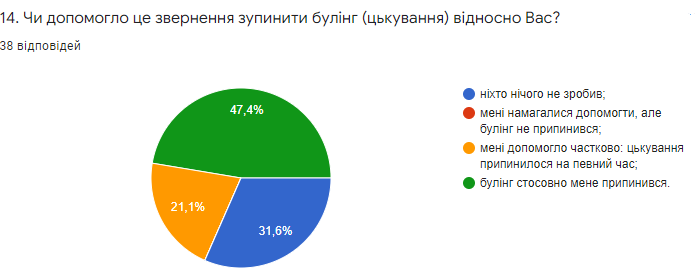 14. Чи допомогло це звернення зупинити булінг (цькування) відносно Вас?
38 відповідей
47,4%
21,1%
31,6%
ніхто нічого не зробив;
мені намагалися допомогти, але
булінг не припинився;
мені допомогло частково: цькування
припинилося на певний час;
булінг стосовно мене припинився.